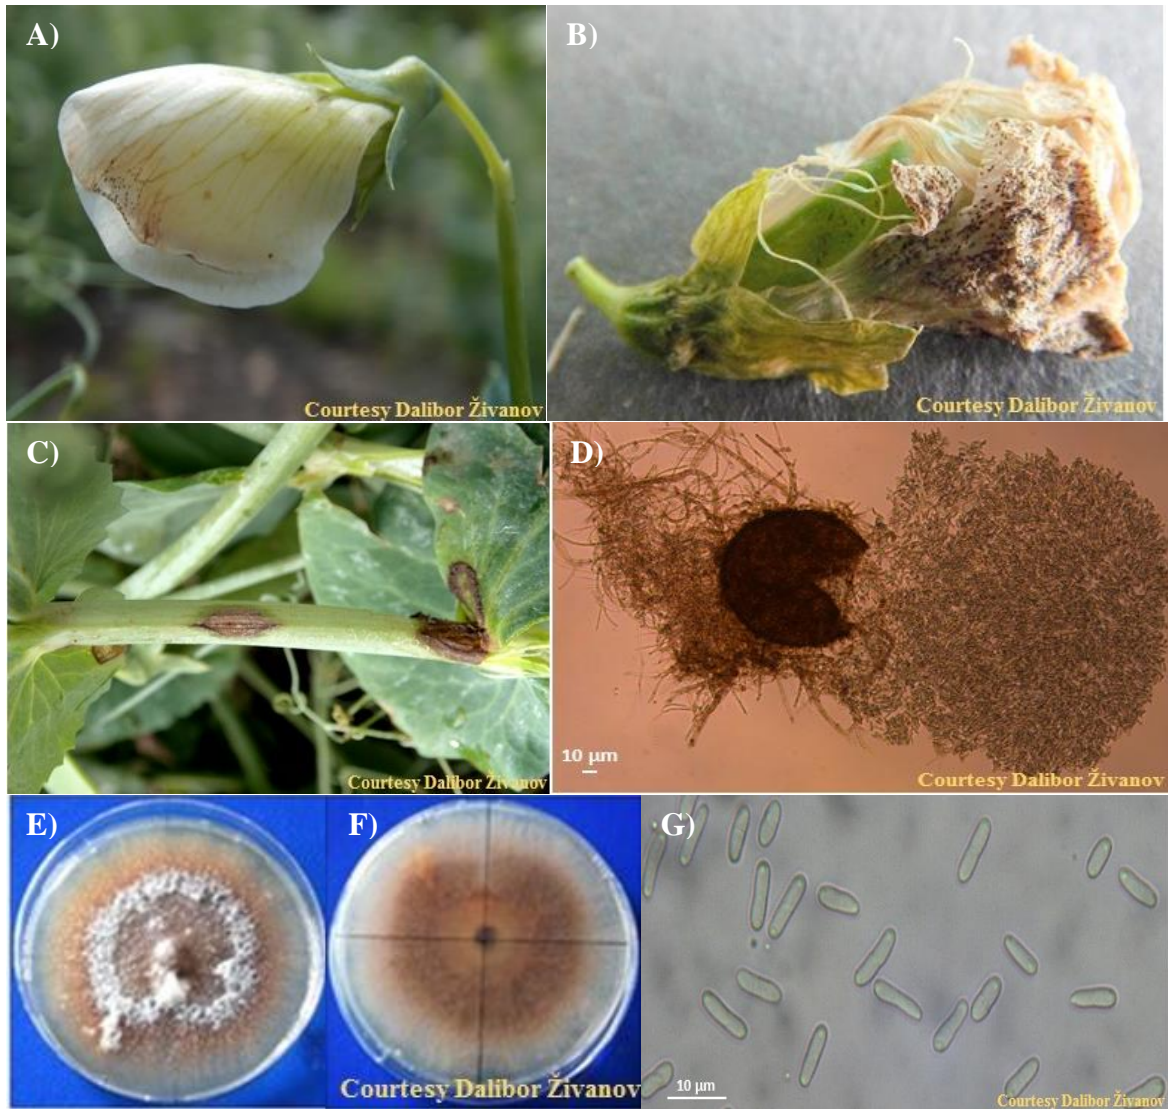 A)
Courtesy Dalibor Živanov
B)
Courtesy Dalibor Živanov
C)
Courtesy Dalibor Živanov
D)
10 µm
Courtesy Dalibor Živanov
E)
F)
Courtesy Dalibor Živanov
G)
10 µm
Courtesy Dalibor Živanov